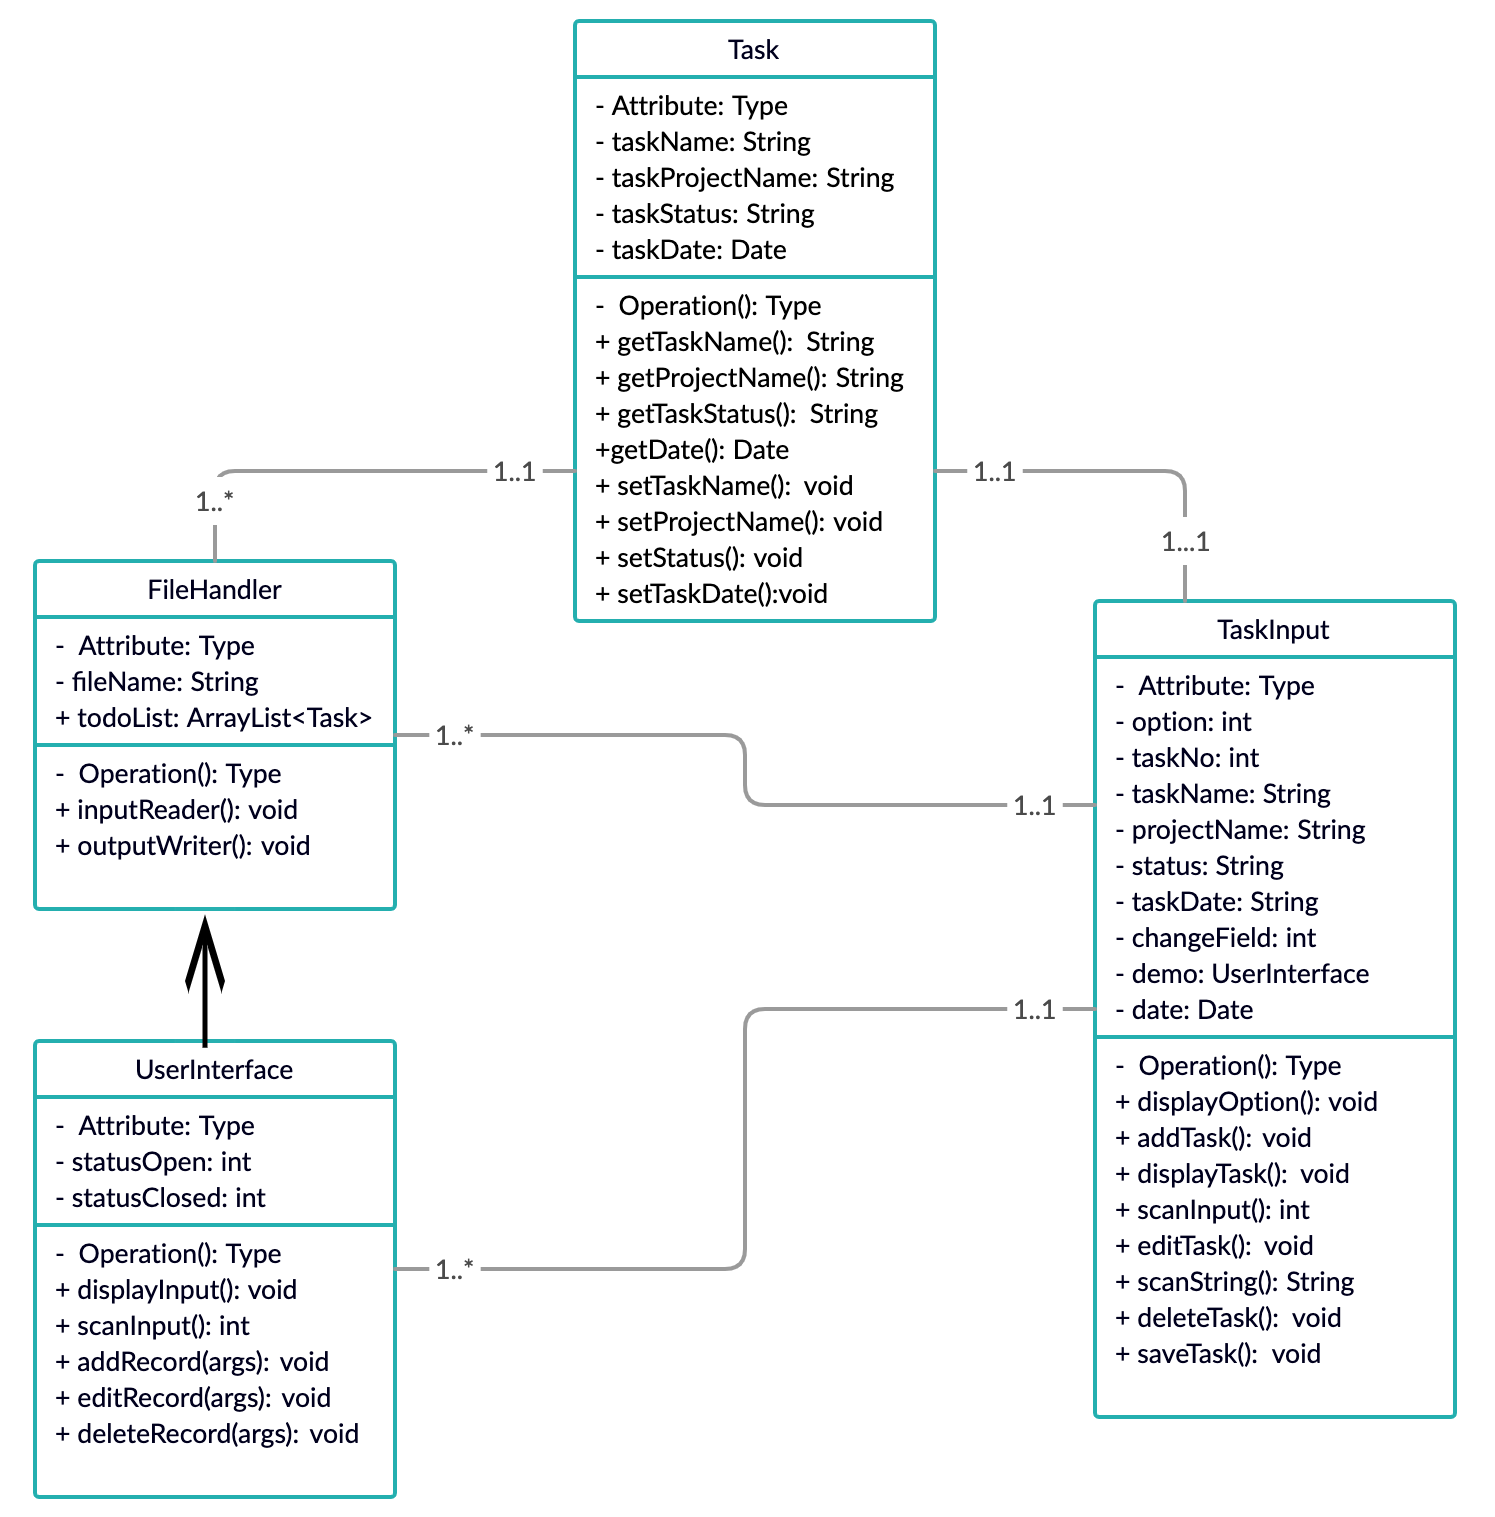 Task
- Attribute: Type
- taskName: String
- taskProjectName: String
- taskStatus: String
- taskDate: Date
-  Operation(): Type
+ getTaskName():  String
+ getProjectName(): String
+ getTaskStatus():  String
+getDate(): Date
+ setTaskName():  void
+ setProjectName(): void
+ setStatus(): void
+ setTaskDate():void
1..1
1..*
1..1
1...1
FileHandler
-  Attribute: Type
- fileName: String
+ todoList: ArrayList<Task>
-  Operation(): Type
+ inputReader(): void
+ outputWriter(): void
1..*
1..1
TaskInput
-  Attribute: Type
- option: int
- taskNo: int
- taskName: String
- projectName: String
- status: String
- taskDate: String
- changeField: int
- demo: UserInterface
- date: Date
-  Operation(): Type
+ displayOption(): void
+ addTask():  void
+ displayTask():  void
+ scanInput(): int
+ editTask():  void
+ scanString(): String
+ deleteTask():  void
+ saveTask():  void
1..1
1..*
UserInterface
-  Attribute: Type
- statusOpen: int
- statusClosed: int
-  Operation(): Type
+ displayInput(): void
+ scanInput(): int
+ addRecord(args):  void
+ editRecord(args):  void
+ deleteRecord(args):  void